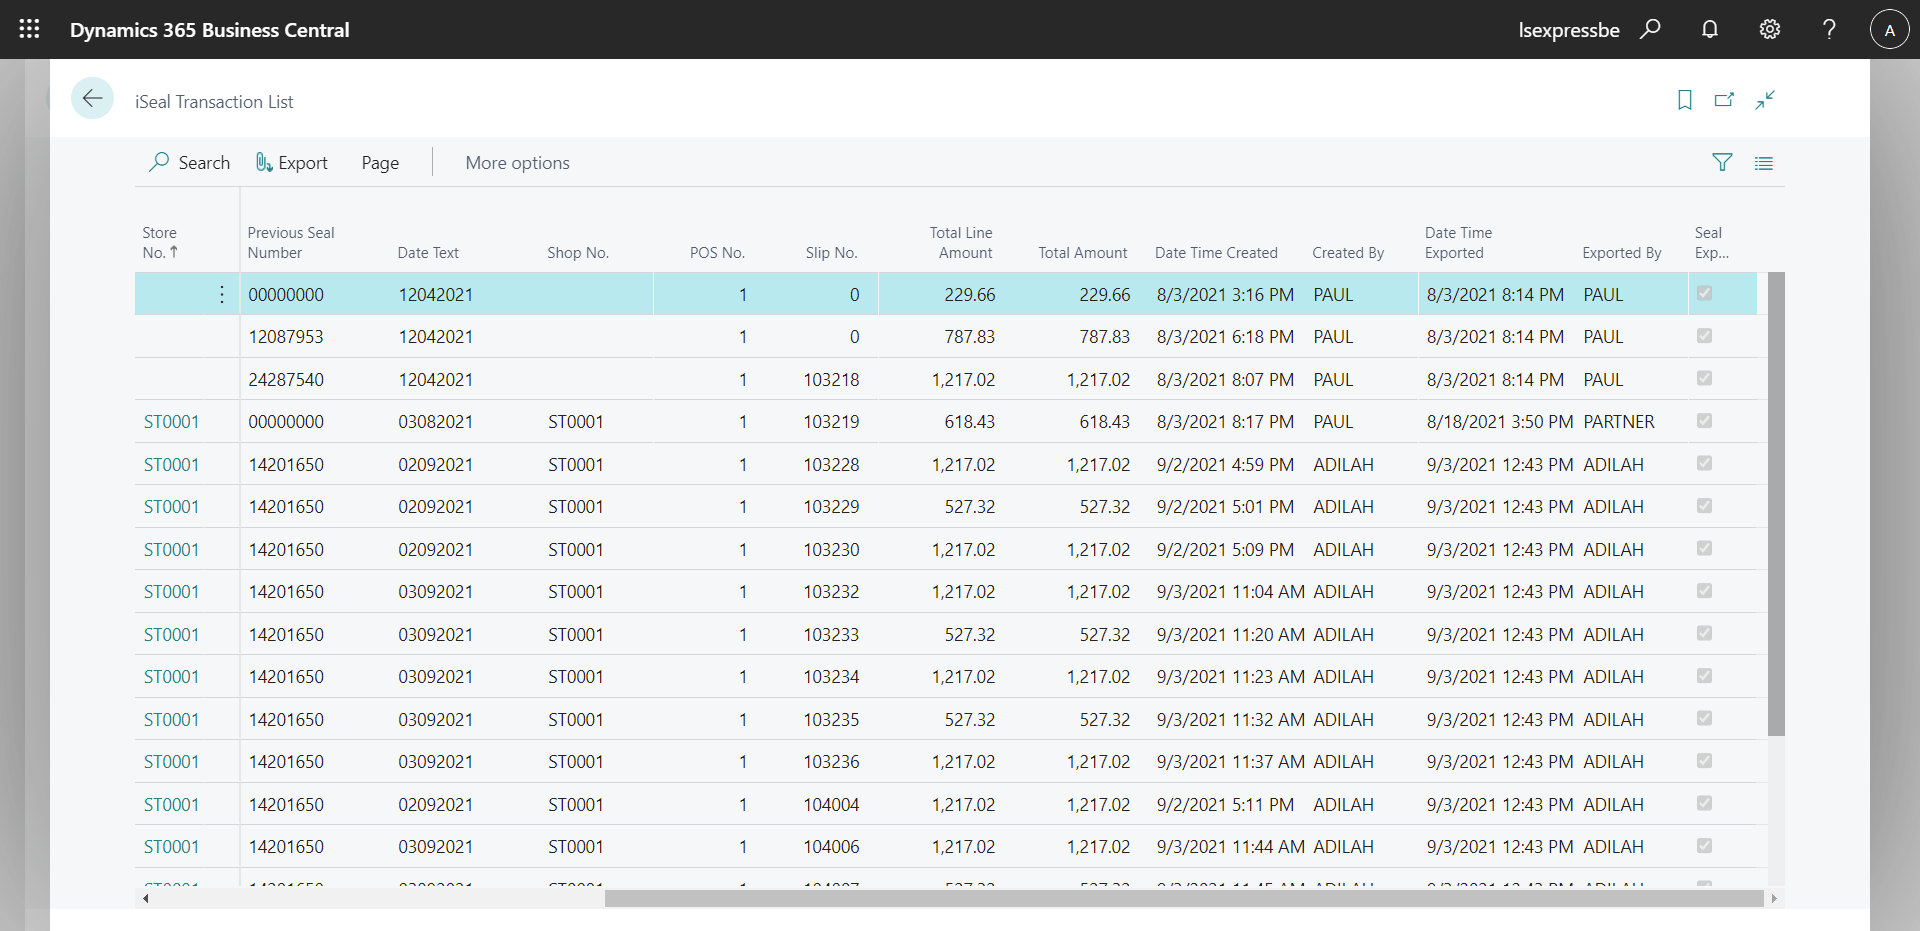 Dynamics 365 Business Central lsexpressbe ? A
iSeal Transaction List
Search Export Page More options
Store No. ↑ Previous Seal Number Date Text Shop No. POS No. Slip No. Total Line Amount Total Amount Date Time Created Created By Date Time Exported Exported By Seal Exp...
00000000 12042021 1 0 229.66 229.66 8/3/2021 3:16 PM PAUL 8/3/2021 8:14 PM PAUL
12087953 12042021 1 0 787.83 787.83 8/3/2021 6:18 PM PAUL 8/3/2021 8:14 PM PAUL
24287540 12042021 1 103218 1,217.02 1,217.02 8/3/2021 8:07 PM PAUL 8/3/2021 8:14 PM PAUL
ST0001 00000000 03082021 ST0001 1 103219 618.43 618.43 8/3/2021 8:17 PM PAUL 8/18/2021 3:50 PM PARTNER
ST0001 14201650 02092021 ST0001 1 103228 1,217.02 1,217.02 9/2/2021 4:59 PM ADILAH 9/3/2021 12:43 PM ADILAH
ST0001 14201650 02092021 ST0001 1 103229 527.32 527.32 9/2/2021 5:01 PM ADILAH 9/3/2021 12:43 PM ADILAH
ST0001 14201650 02092021 ST0001 1 103230 1,217.02 1,217.02 9/2/2021 5:09 PM ADILAH 9/3/2021 12:43 PM ADILAH
ST0001 14201650 03092021 ST0001 1 103232 1,217.02 1,217.02 9/3/2021 11:04 AM ADILAH 9/3/2021 12:43 PM ADILAH
ST0001 14201650 03092021 ST0001 1 103233 527.32 527.32 9/3/2021 11:20 AM ADILAH 9/3/2021 12:43 PM ADILAH
ST0001 14201650 03092021 ST0001 1 103234 1,217.02 1,217.02 9/3/2021 11:23 AM ADILAH 9/3/2021 12:43 PM ADILAH
ST0001 14201650 03092021 ST0001 1 103235 527.32 527.32 9/3/2021 11:32 AM ADILAH 9/3/2021 12:43 PM ADILAH
ST0001 14201650 03092021 ST0001 1 103236 1,217.02 1,217.02 9/3/2021 11:37 AM ADILAH 9/3/2021 12:43 PM ADILAH
ST0001 14201650 02092021 ST0001 1 104004 1,217.02 1,217.02 9/2/2021 5:11 PM ADILAH 9/3/2021 12:43 PM ADILAH
ST0001 14201650 03092021 ST0001 1 104006 1,217.02 1,217.02 9/3/2021 11:44 AM ADILAH 9/3/2021 12:43 PM ADILAH